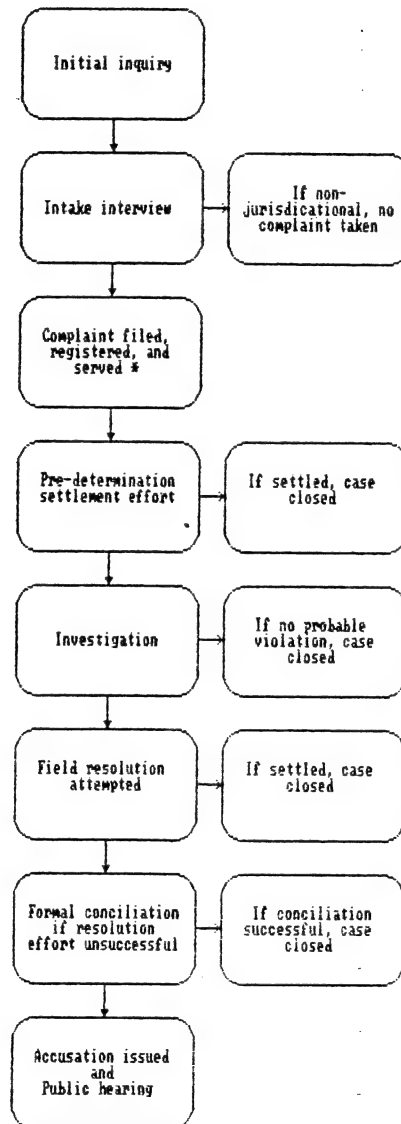 Initial inquiry
Intake interview
If non-
jurisdicational, no
complaint taken
Complaint filed,
registered, and
served *
Pre-determination
settlement effort
If settled, case
closed
Investigation
If no probable
violation, case
closed
Field resolution
attempted
If settled, case
closed
Formal conciliation
if resolution
effort unsuccessful
If conciliation
successful, case
closed
Accusation issued
and
Public hearing